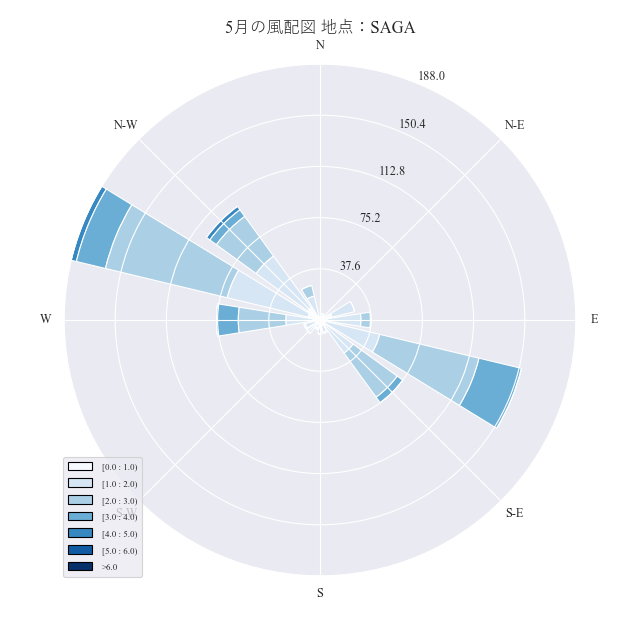 5月の風配図 地点：SAGA
N
188.0
N-W
N-E
150.4
112.8
75.2
37.6
W
E
[0.0 : 1.0)
[1.0 : 2.0)
[2.0 : 3.0)
[3.0 : 4.0)
[4.0 : 5.0)
[5.0 : 6.0)
>6.0
S-W
S-E
S